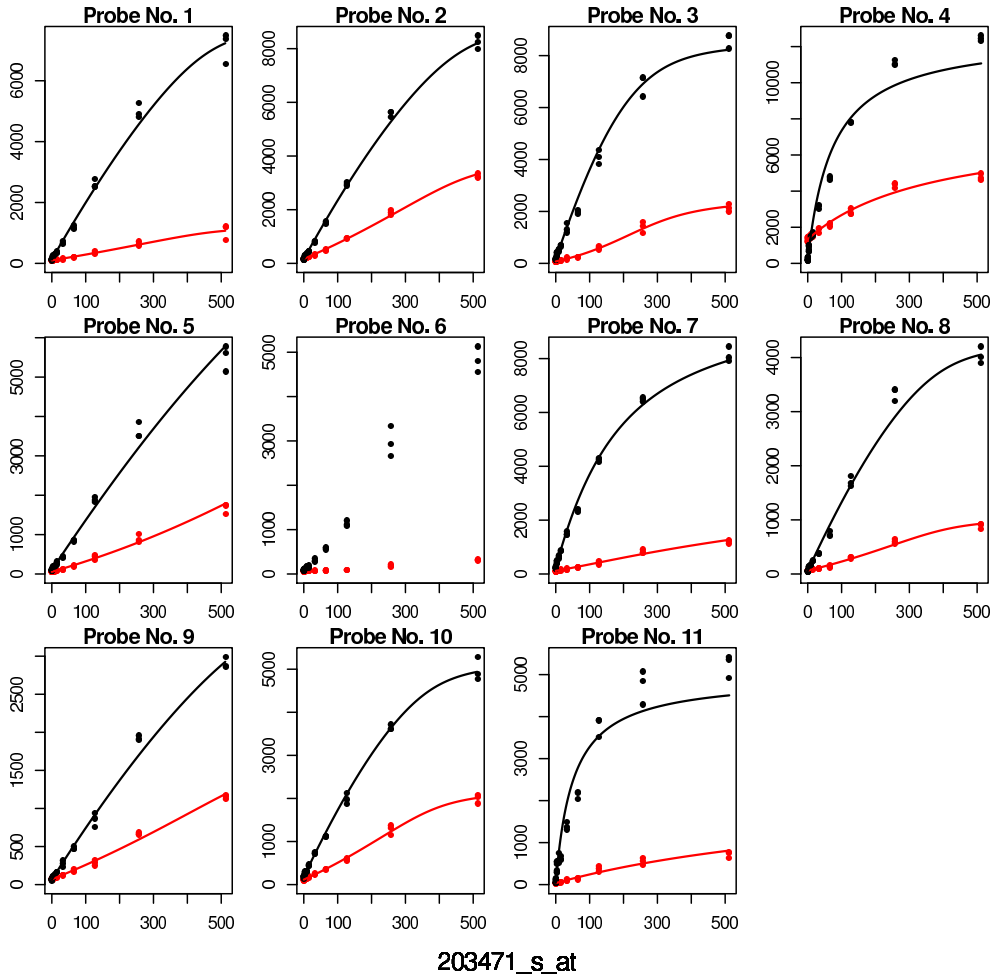 Probe No. 1
Probe No. 2
Probe No. 3
Probe No. 4
0 2000 4000 6000
0 100 300 500
0 2000 4000 6000 8000
0 100 300 500
0 2000 4000 6000 8000
0 100 300 500
0 2000 6000 10000
0 100 300 500
Probe No. 5
Probe No. 6
Probe No. 7
Probe No. 8
0 1000 3000 5000
0 100 300 500
0 1000 3000 5000
0 100 300 500
0 2000 4000 6000 8000
0 100 300 500
0 1000 2000 3000 4000
0 100 300 500
Probe No. 9
Probe No. 10
Probe No. 11
0 500 1500 2500
0 100 300 500
0 1000 3000 5000
0 100 300 500
0 1000 3000 5000
0 100 300 500
203471_s_at